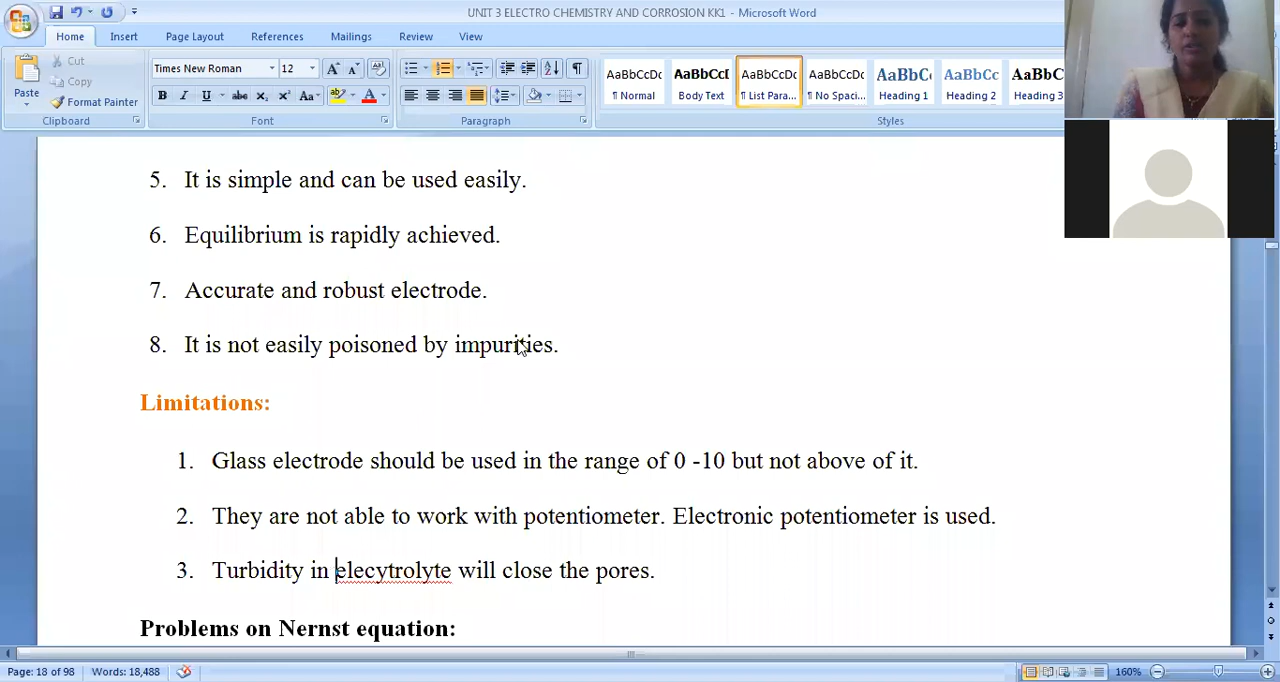 UNIT 3 ELECTRO CHEMISTRY AND CORROSION KK1 - Microsoft Word
Home Insert Page Layout References Mailings Review View
Paste
Cut
Copy
Format Painter
Clipboard
Times New Roman 12
Font
Paragraph
AaBbCcDc AaBbCcI AaBbCcDc AaBbCcDc AaBbCc AaBbCc AaBbC
¶ Normal Body Text ¶ List Para... ¶ No Spaci... Heading 1 Heading 2 Heading 3
Styles
5. It is simple and can be used easily.
6. Equilibrium is rapidly achieved.
7. Accurate and robust electrode.
8. It is not easily poisoned by impurities.
Limitations:
1. Glass electrode should be used in the range of 0 -10 but not above of it.
2. They are not able to work with potentiometer. Electronic potentiometer is used.
3. Turbidity in elecytrolyte will close the pores.
Problems on Nernst equation:
Page: 18 of 98 Words: 18,488 160%